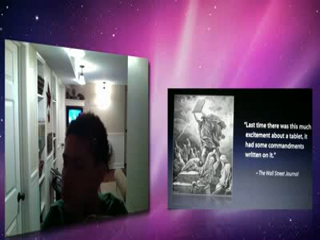 "Last time there was this much
excitement about a tablet, it
had some commandments
written on it."
- The Wall Street Journal